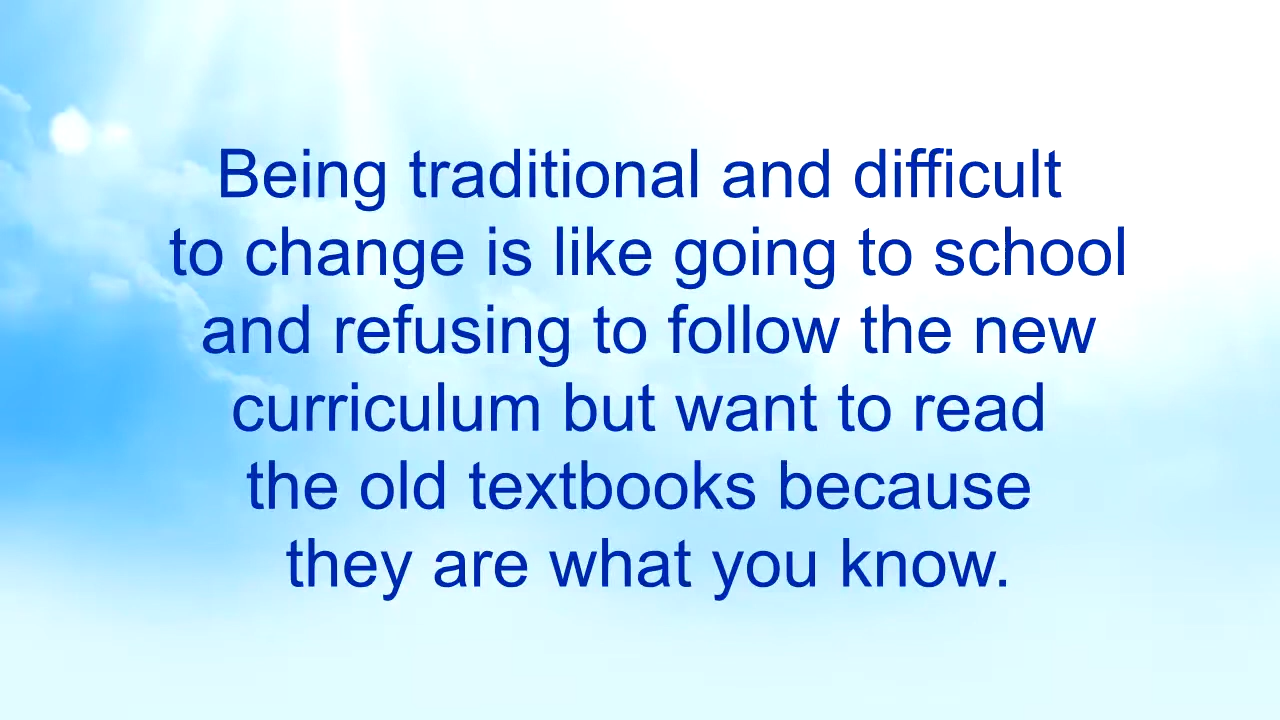 Being traditional and difficult
to change is like going to school
and refusing to follow the new
curriculum but want to read
the old textbooks because
they are what you know.